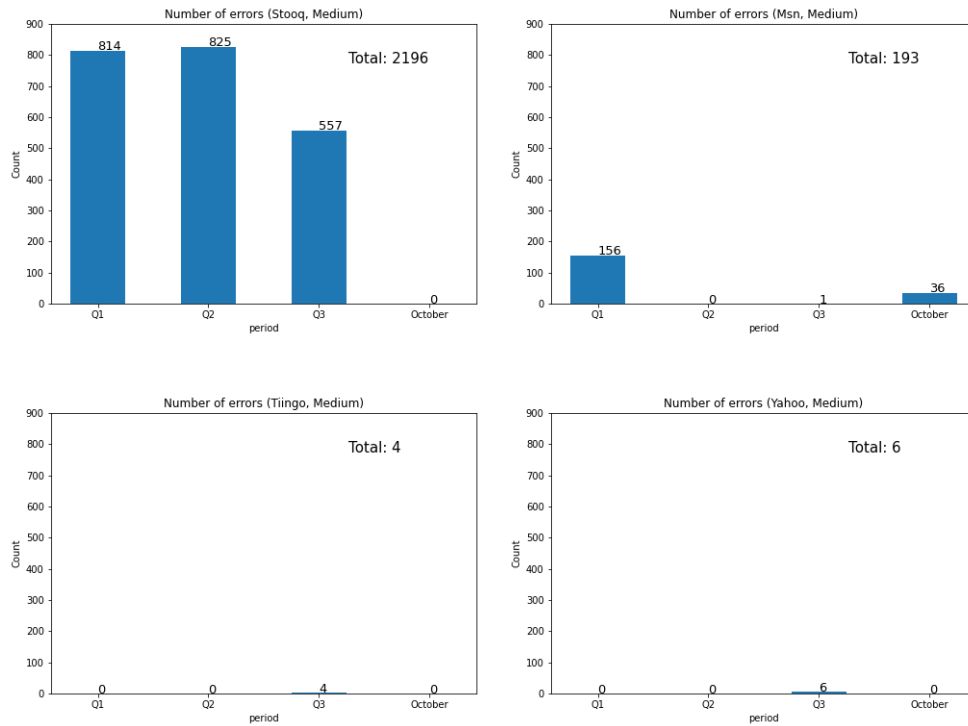 Number of errors (Stooq, Medium)
Total: 2196
Count
900
800
700
600
500
400
300
200
100
0
814
825
557
0
Q1 Q2 Q3 October
period
Number of errors (Msn, Medium)
Total: 193
Count
900
800
700
600
500
400
300
200
100
0
156
0
1
36
Q1 Q2 Q3 October
period
Number of errors (Tiingo, Medium)
Total: 4
Count
900
800
700
600
500
400
300
200
100
0
0
0
4
0
Q1 Q2 Q3 October
period
Number of errors (Yahoo, Medium)
Total: 6
Count
900
800
700
600
500
400
300
200
100
0
0
0
6
0
Q1 Q2 Q3 October
period